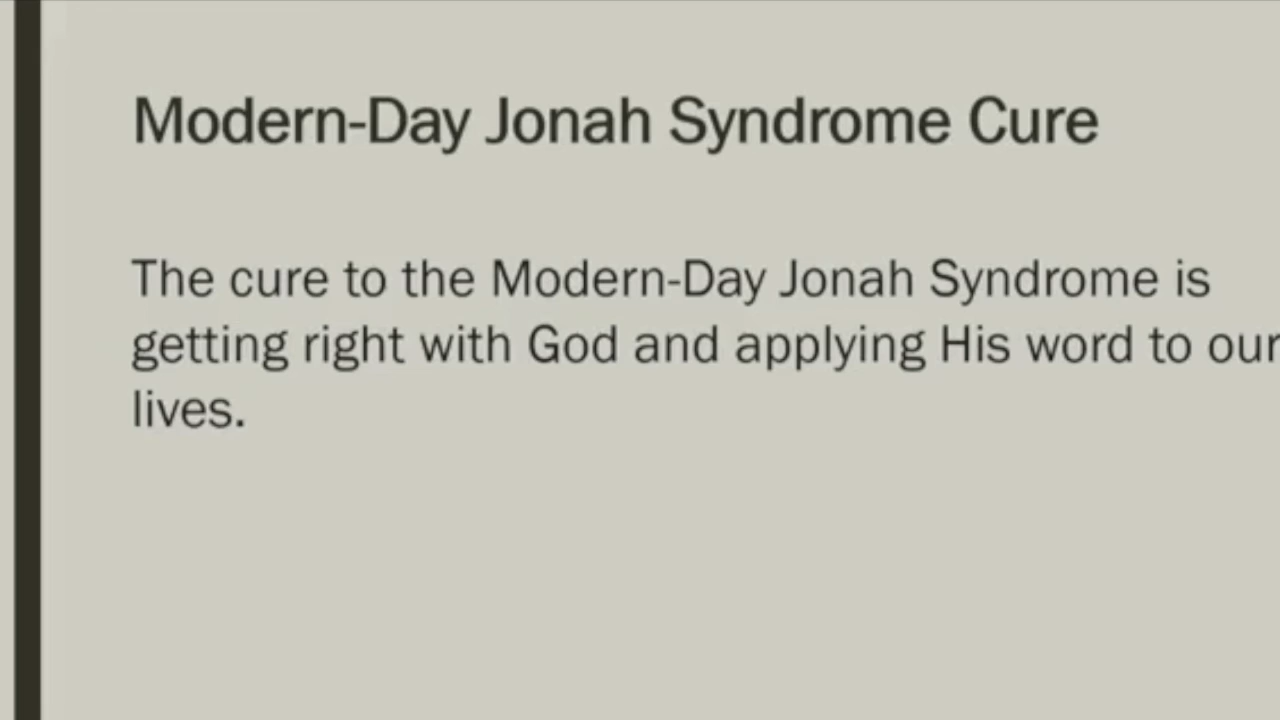 Modern-Day Jonah Syndrome Cure
The cure to the Modern-Day Jonah Syndrome is
getting right with God and applying His word to our
lives.